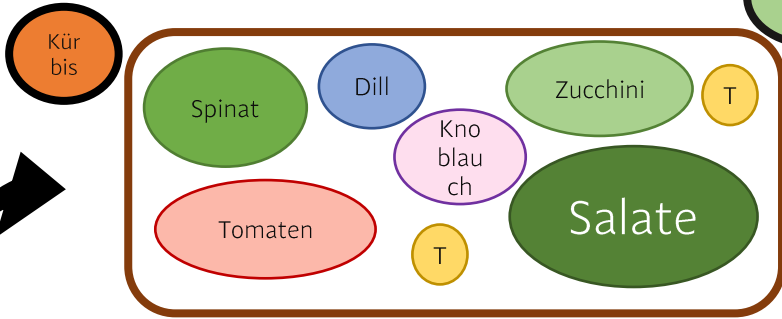 Kür
bis
Spinat
Dill
Zucchini
T
Kno
blau
ch
Tomaten
T
Salate